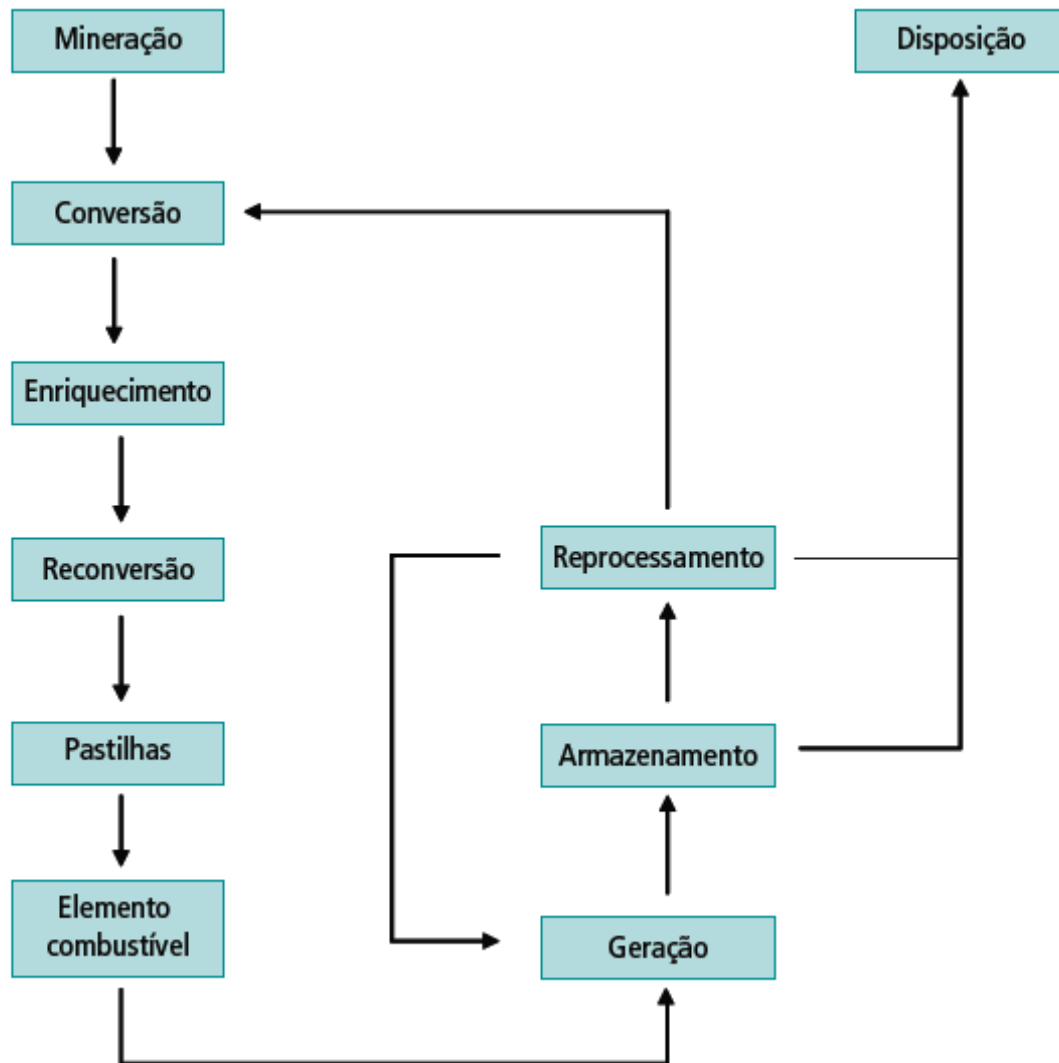 Mineração
Disposição
Conversão
Enriquecimento
Reconversão
Reprocessamento
Pastilhas
Armazenamento
Elemento
combustível
Geração